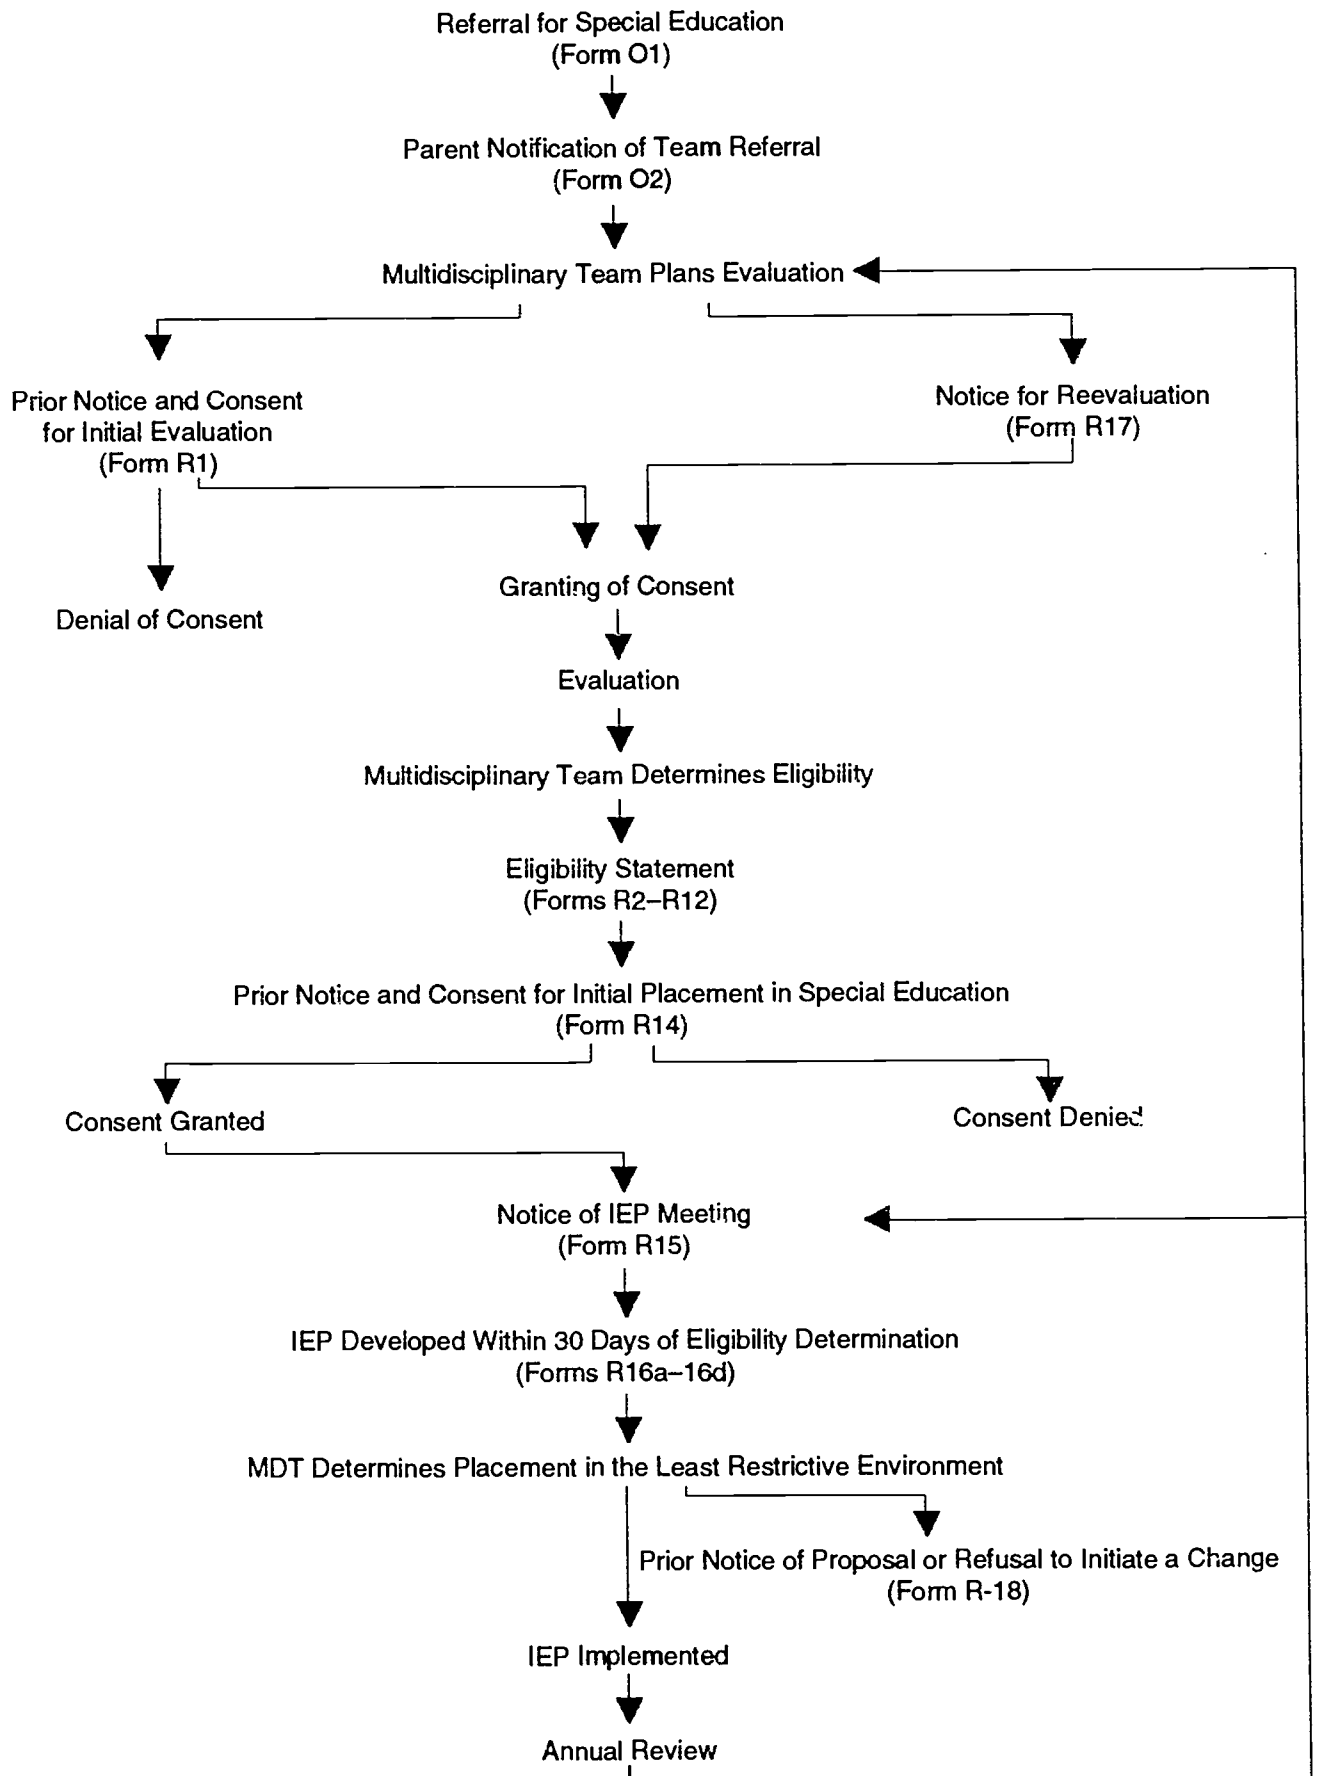 Referral for Special Education
(Form O1)
Parent Notification of Team Referral
(Form O2)
Multidisciplinary Team Plans Evaluation
Prior Notice and Consent
for Initial Evaluation
(Form R1)
Notice for Reevaluation
(Form R17)
Granting of Consent
Denial of Consent
Evaluation
Multidisciplinary Team Determines Eligibility
Eligibility Statement
(Forms R2–R12)
Prior Notice and Consent for Initial Placement in Special Education
(Form R14)
Consent Granted
Consent Denied
Notice of IEP Meeting
(Form R15)
IEP Developed Within 30 Days of Eligibility Determination
(Forms R16a–16d)
MDT Determines Placement in the Least Restrictive Environment
Prior Notice of Proposal or Refusal to Initiate a Change
(Form R-18)
IEP Implemented
Annual Review